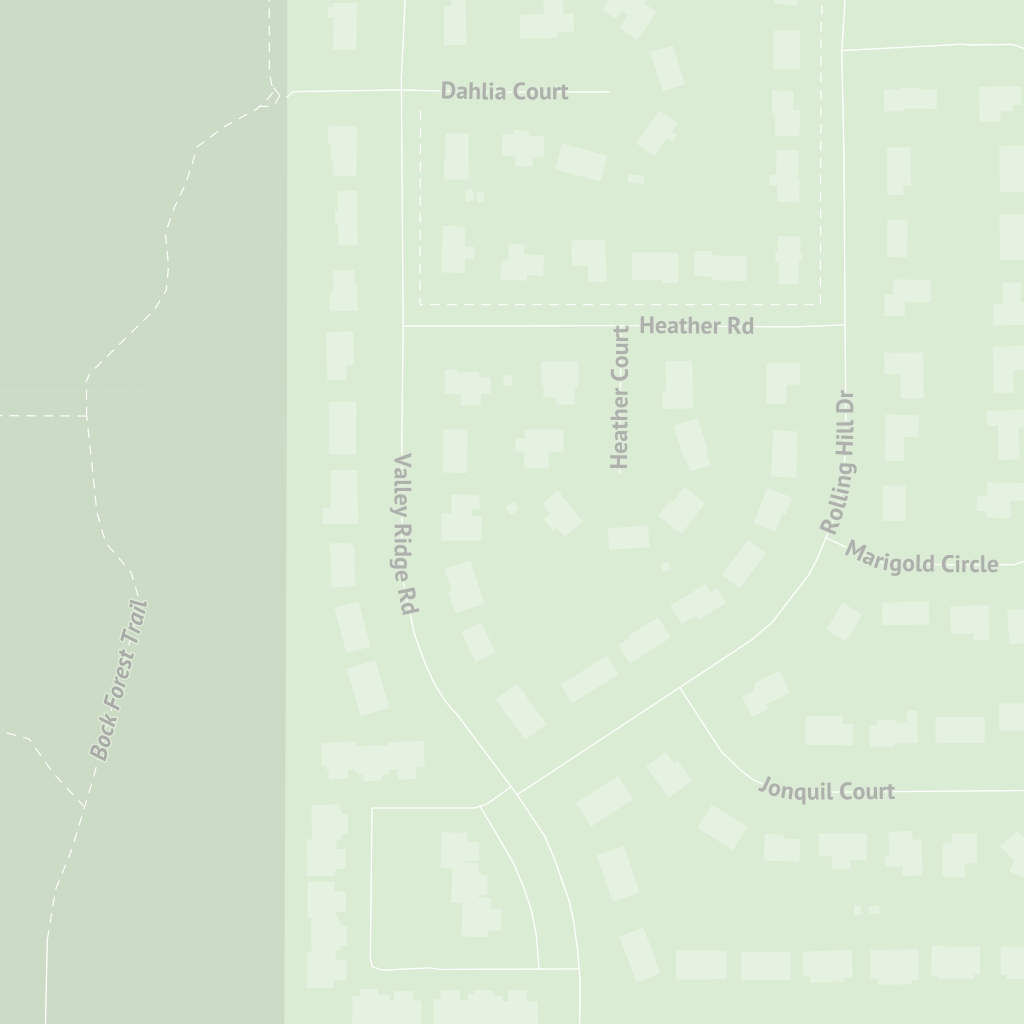 Dahlia Court
Heather Rd
Heather Court
Rolling Hill Dr
Valley Ridge Rd
Marigold Circle
Bock Forest Trail
Jonquil Court